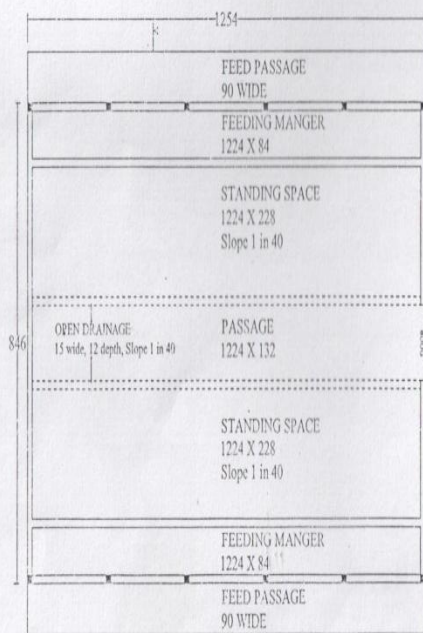 1254
FEED PASSAGE
90 WIDE
FEEDING MANGER
1224 X 84
STANDING SPACE
1224 X 228
Slope 1 in 40
846
OPEN DRAINAGE
15 wide, 12 depth, Slope 1 in 40
PASSAGE
1224 X 132
STANDING SPACE
1224 X 228
Slope 1 in 40
FEEDING MANGER
1224 X 84
FEED PASSAGE
90 WIDE